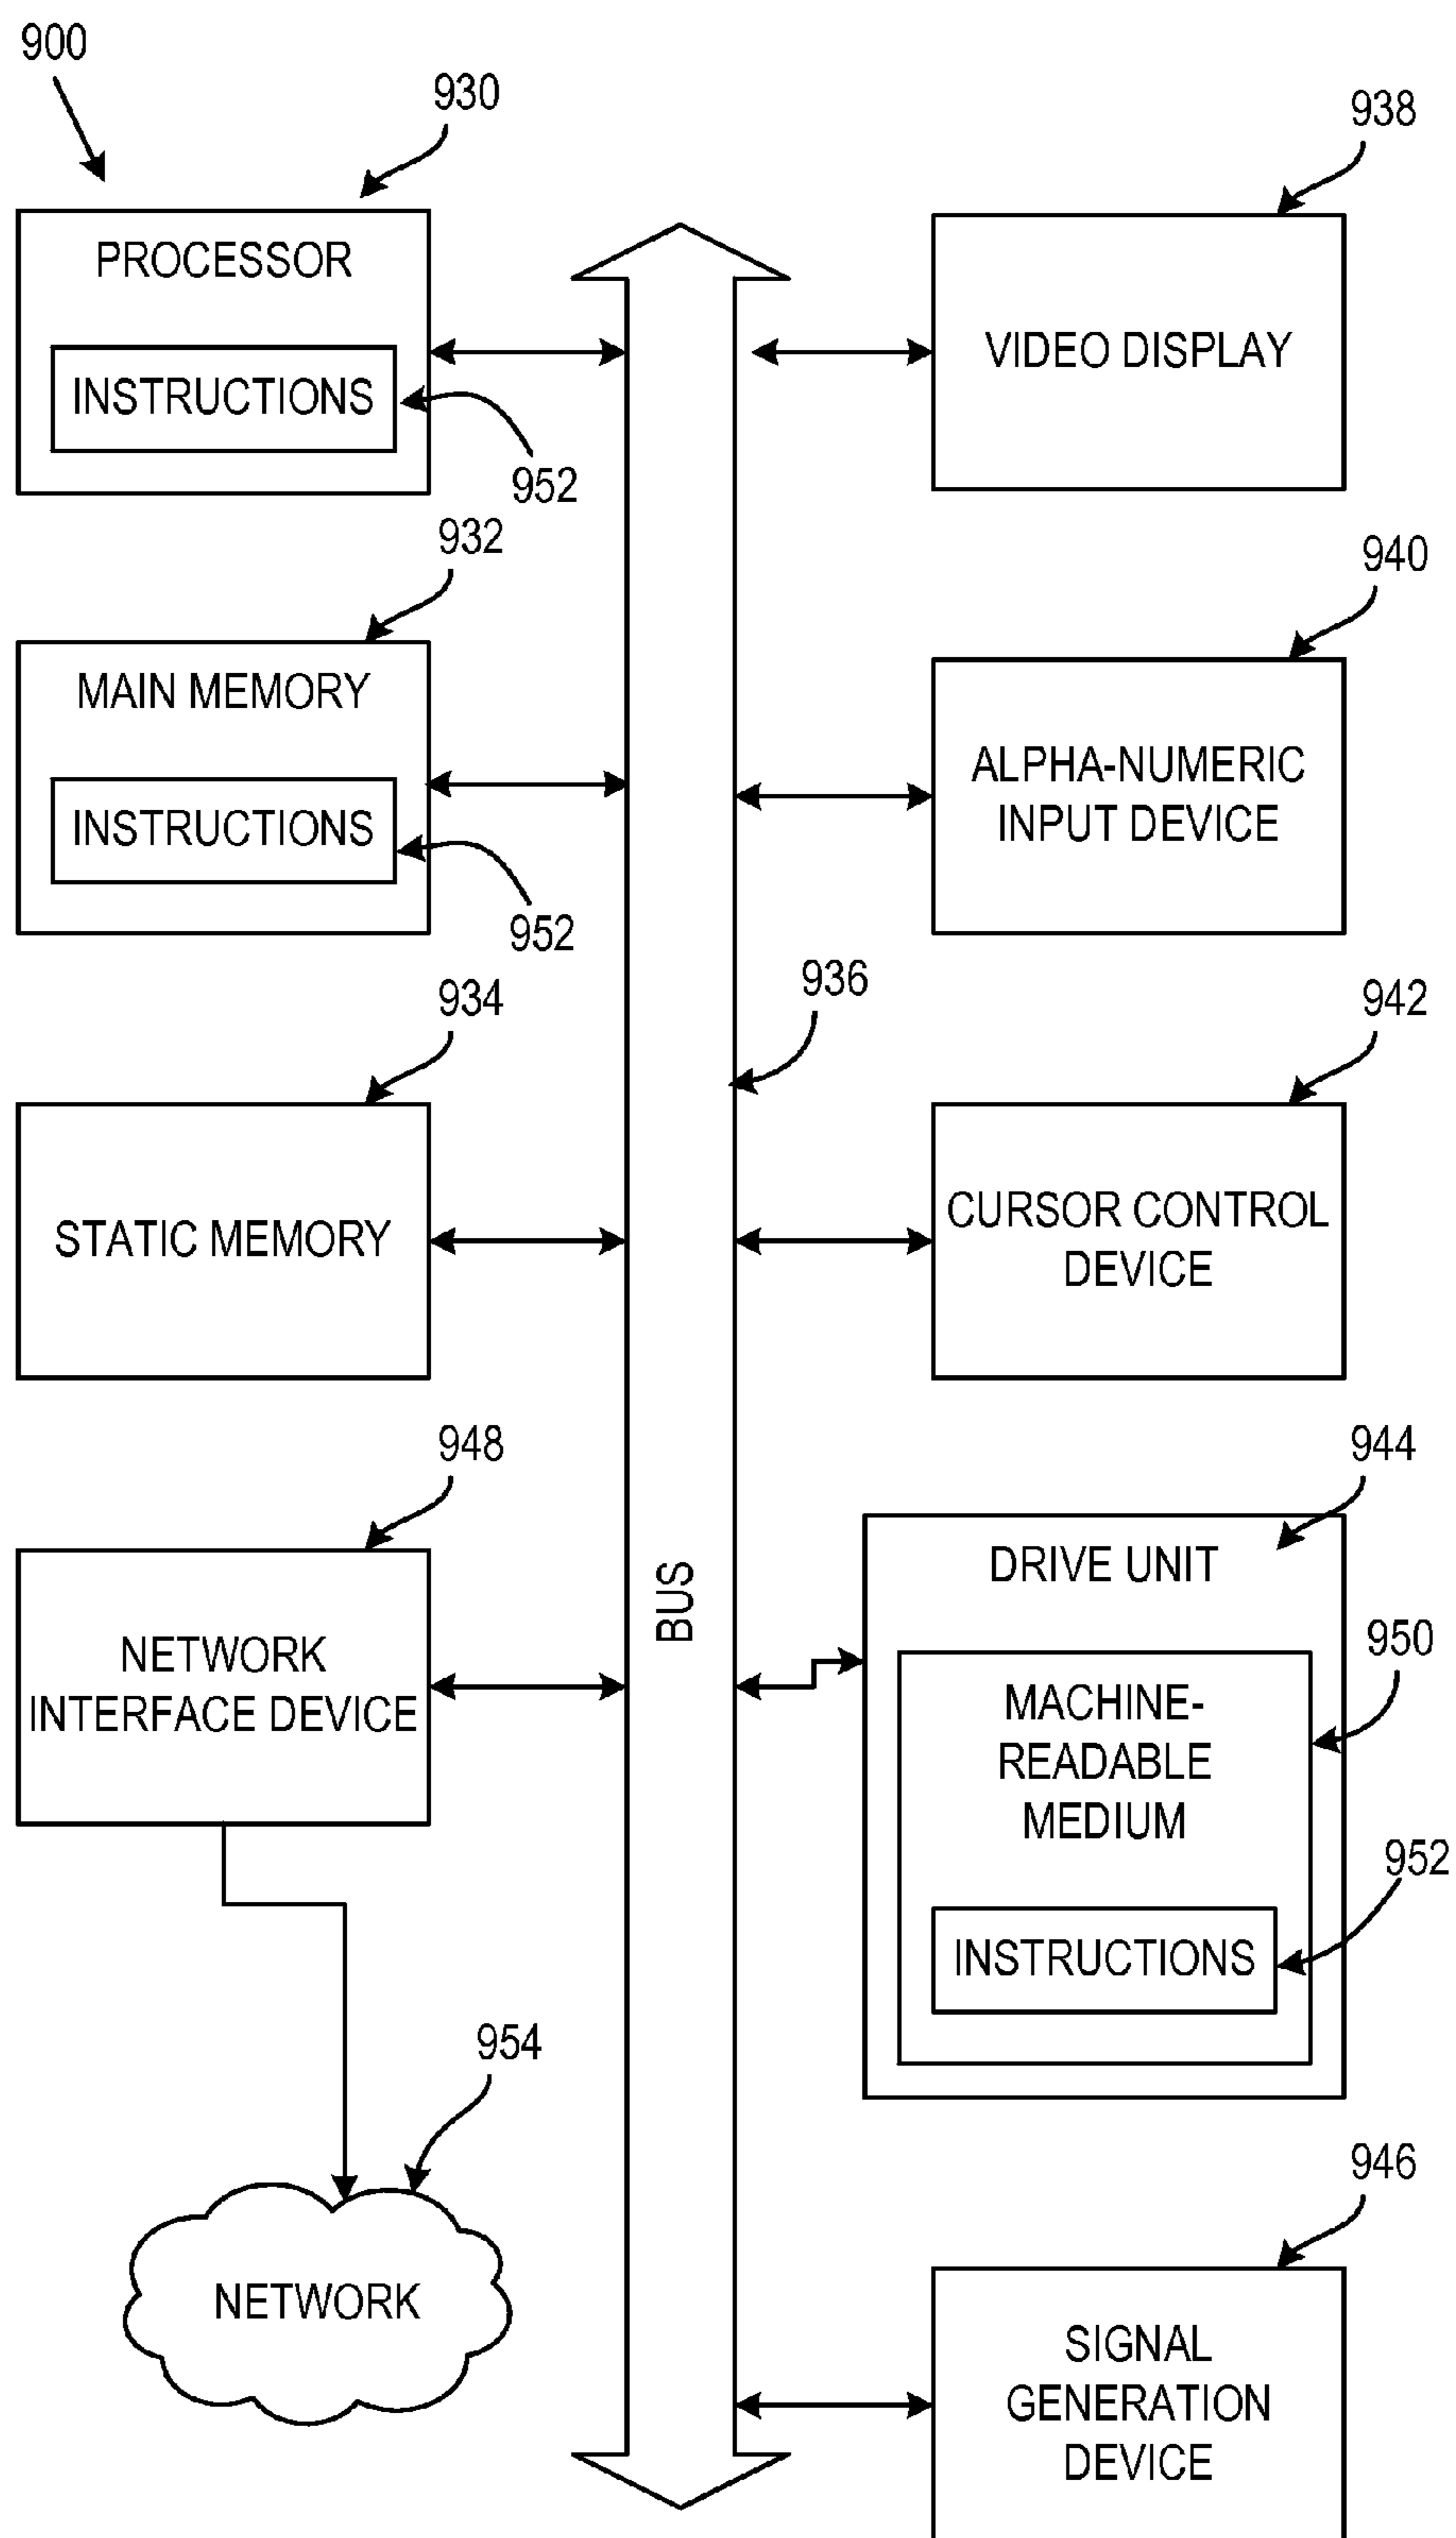 900
930
PROCESSOR
INSTRUCTIONS
952
932
MAIN MEMORY
INSTRUCTIONS
952
934
STATIC MEMORY
948
NETWORK
INTERFACE DEVICE
954
NETWORK
936
BUS
938
VIDEO DISPLAY
940
ALPHA-NUMERIC
INPUT DEVICE
942
CURSOR CONTROL
DEVICE
944
DRIVE UNIT
950
MACHINE-
READABLE
MEDIUM
952
INSTRUCTIONS
946
SIGNAL
GENERATION
DEVICE